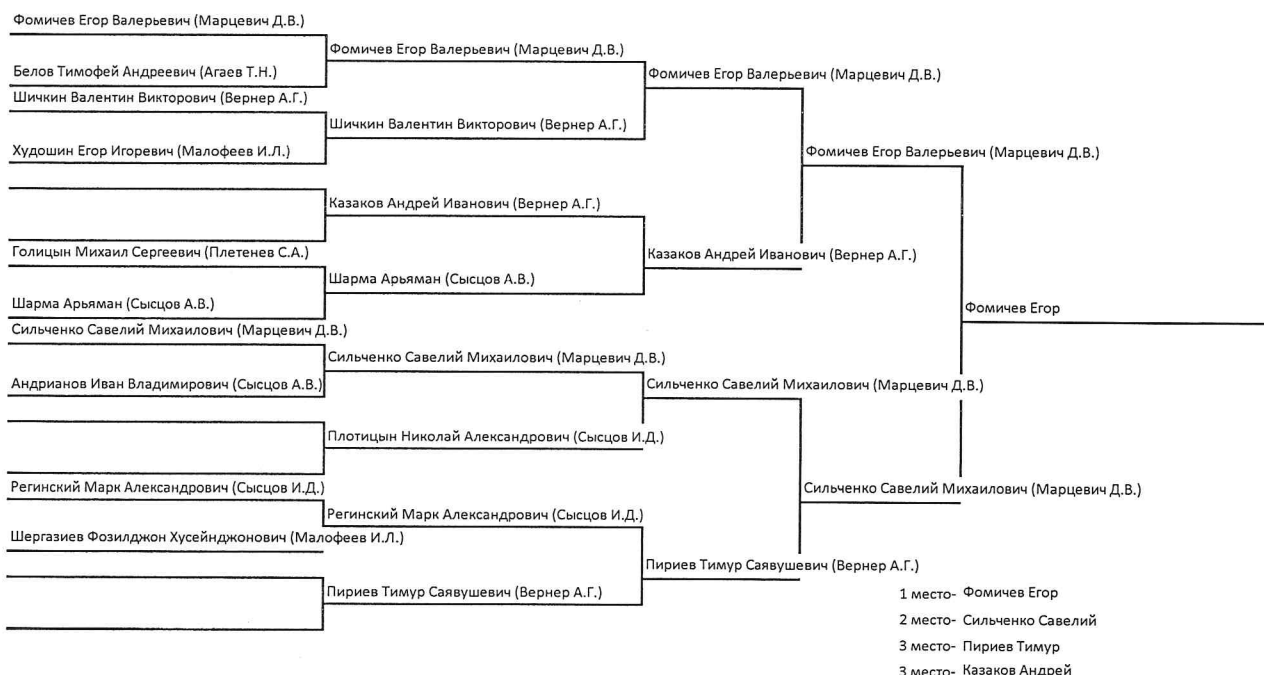 Фомичев Егор Валерьевич (Марцевич Д.В.)
Белов Тимофей Андреевич (Агаев Т.Н.)
Шичкин Валентин Викторович (Вернер А.Г.)
Худошин Егор Игоревич (Малофеев И.Л.)
Голицын Михаил Сергеевич (Плетенев С.А.)
Шарма Арьяман (Сысцов А.В.)
Сильченко Савелий Михаилович (Марцевич Д.В.)
Андрианов Иван Владимирович (Сысцов А.В.)
Регинский Марк Александрович (Сысцов И.Д.)
Шергазиев Фозилджон Хусейнджонович (Малофеев И.Л.)
Фомичев Егор Валерьевич (Марцевич Д.В.)
Шичкин Валентин Викторович (Вернер А.Г.)
Казаков Андрей Иванович (Вернер А.Г.)
Шарма Арьяман (Сысцов А.В.)
Сильченко Савелий Михаилович (Марцевич Д.В.)
Плотицын Николай Александрович (Сысцов И.Д.)
Регинский Марк Александрович (Сысцов И.Д.)
Пириев Тимур Саявушевич (Вернер А.Г.)
Фомичев Егор Валерьевич (Марцевич Д.В.)
Казаков Андрей Иванович (Вернер А.Г.)
Сильченко Савелий Михаилович (Марцевич Д.В.)
Пириев Тимур Саявушевич (Вернер А.Г.)
Фомичев Егор Валерьевич (Марцевич Д.В.)
Сильченко Савелий Михаилович (Марцевич Д.В.)
Фомичев Егор
1 место- Фомичев Егор
2 место- Сильченко Савелий
3 место- Пириев Тимур
3 место- Казаков Андрей